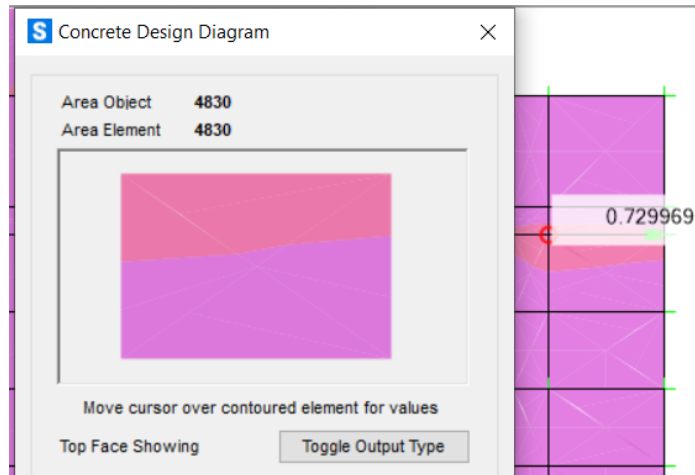 S Concrete Design Diagram
Area Object 4830
Area Element 4830
0.729969
Move cursor over contoured element for values
Top Face Showing Toggle Output Type